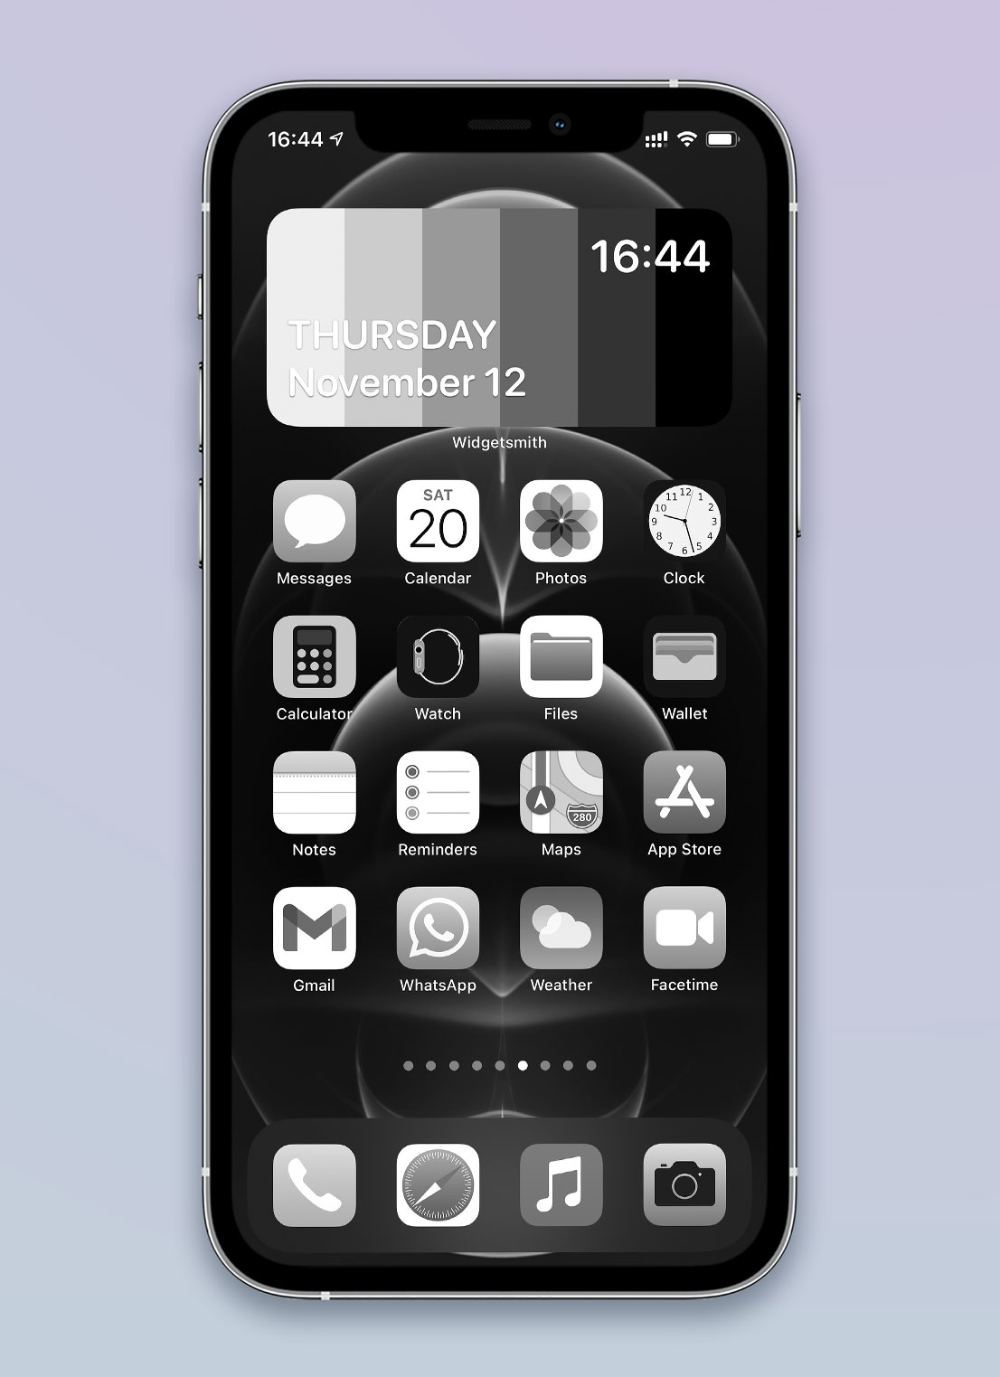 16:44
16:44
THURSDAY
November 12
Widgetsmith
SAT
20
12
11 1
10 2
9 3
8 4
7 5
6
Messages Calendar Photos Clock
Calculator Watch Files Wallet
280
Notes Reminders Maps App Store
Gmail WhatsApp Weather Facetime